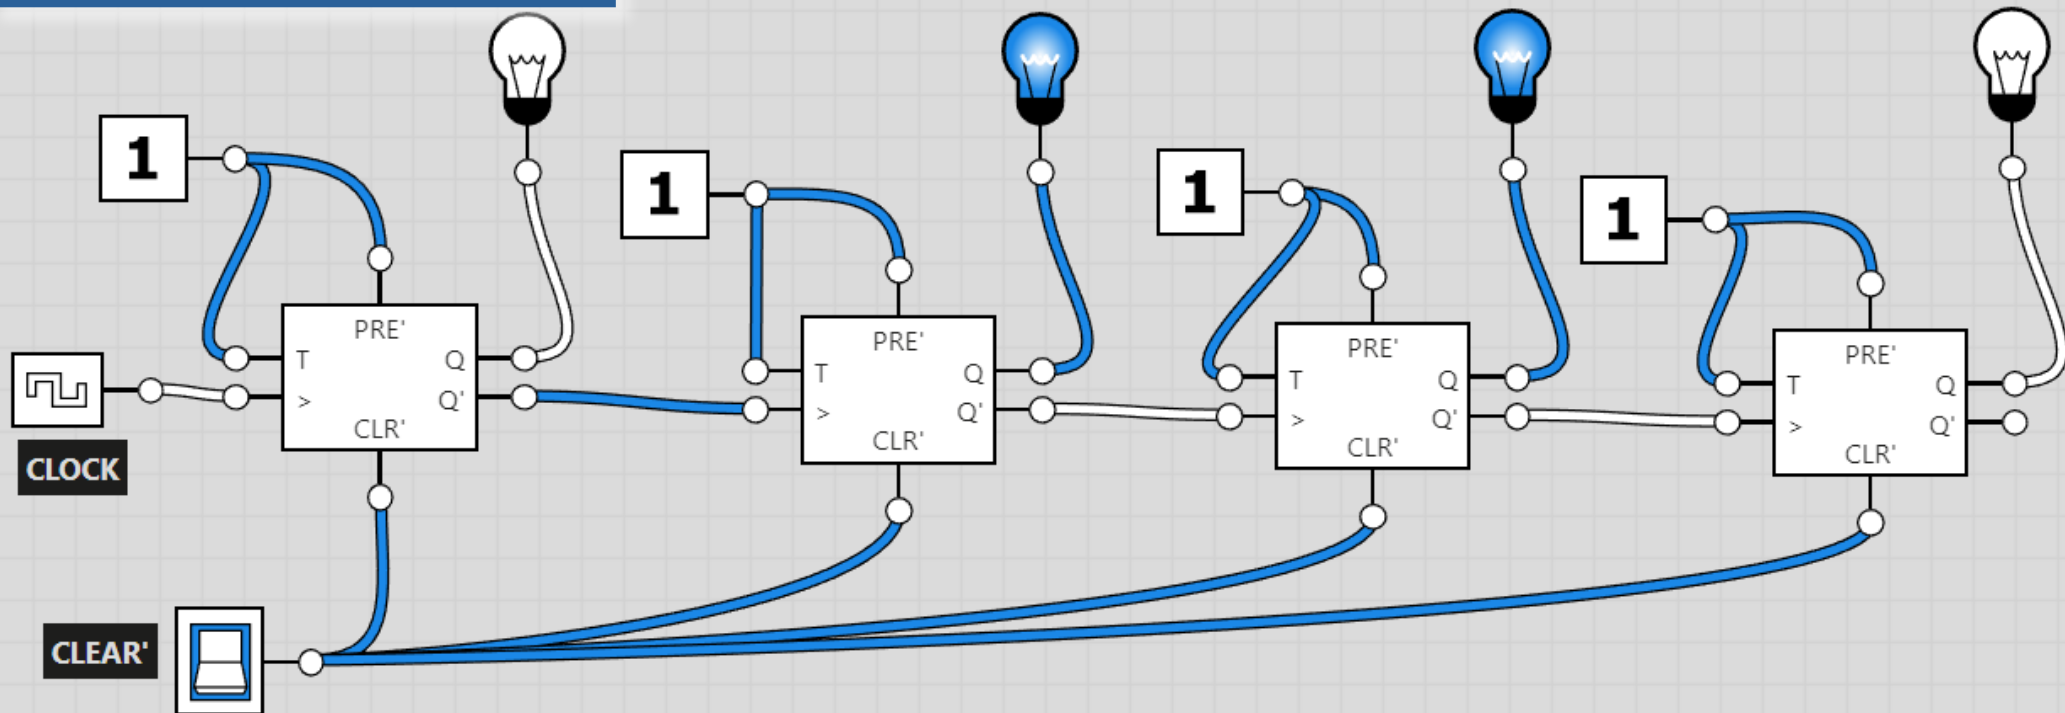 1
1
1
1
PRE'
T
Q
>
Q'
CLR'
PRE'
T
Q
>
Q'
CLR'
PRE'
T
Q
>
Q'
CLR'
PRE'
T
Q
>
Q'
CLR'
CLOCK
CLEAR'